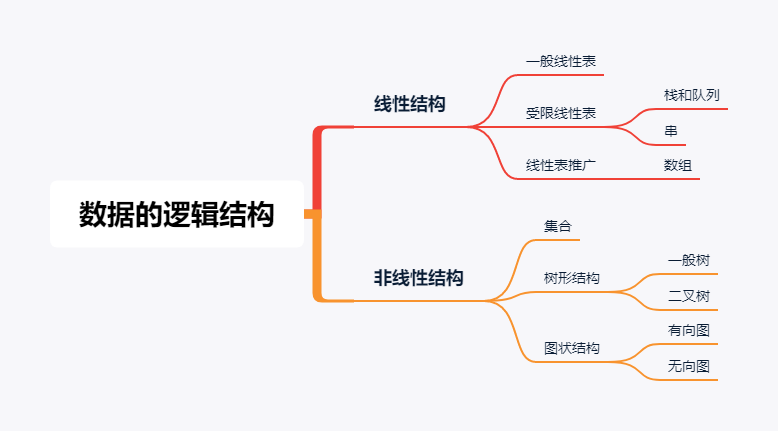 数据的逻辑结构
线性结构
一般线性表
受限线性表
栈和队列
串
线性表推广
数组
非线性结构
集合
树形结构
一般树
二叉树
图状结构
有向图
无向图